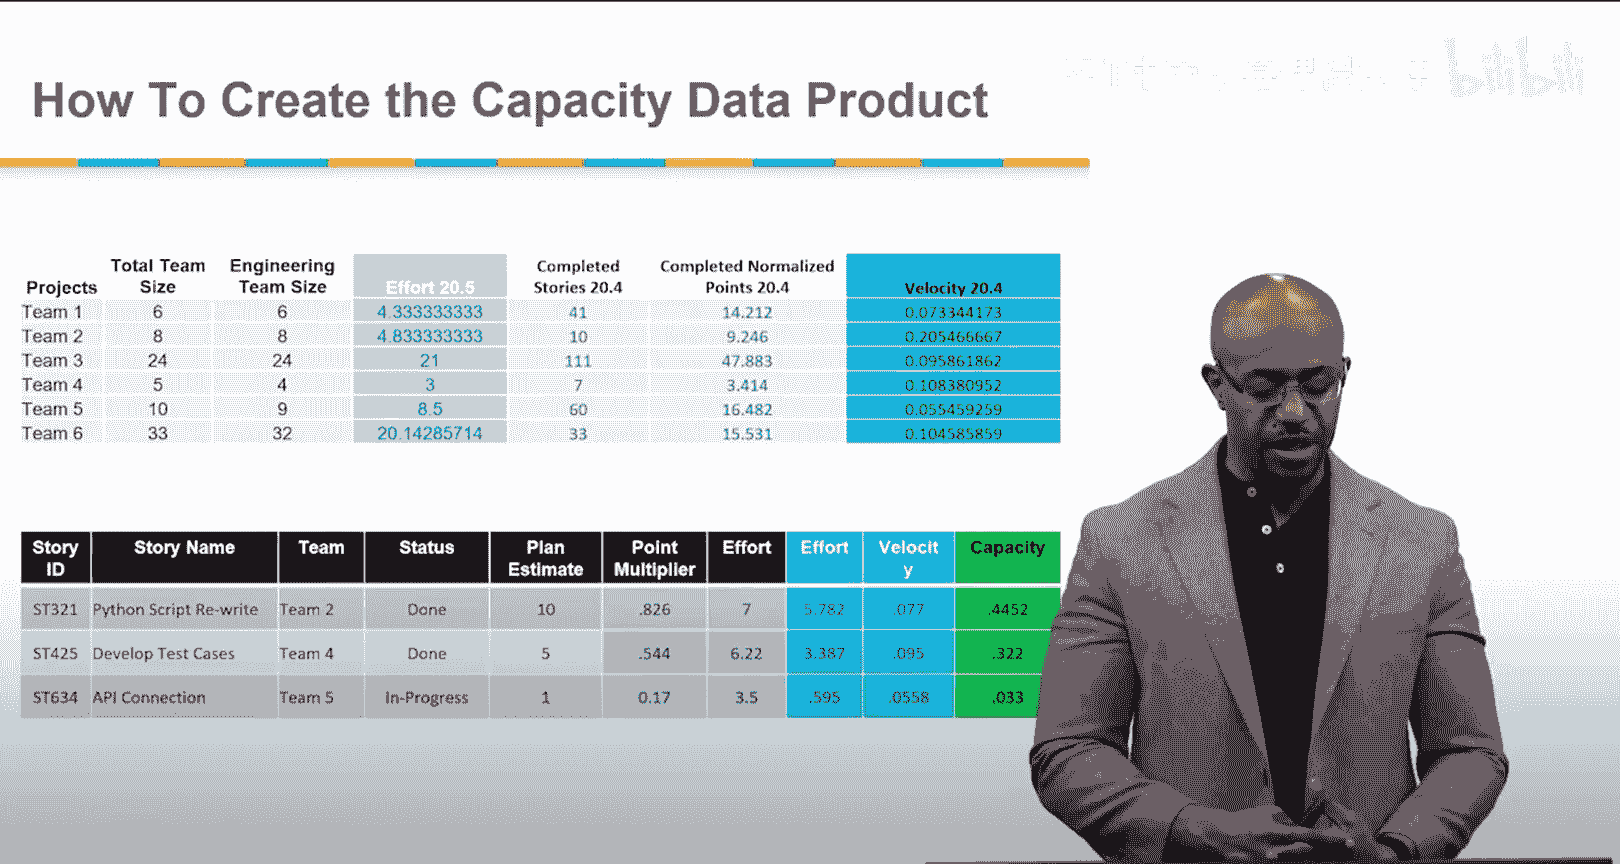 bilibili
How To Create the Capacity Data Product
Projects Total Team Size Engineering Team Size Effort 20.5 Completed Stories 20.4 Completed Normalized Points 20.4 Velocity 20.4
Team 1 6 6 4.333333333 41 14.212 0.073344173
Team 2 8 8 4.833333333 10 9.246 0.205466667
Team 3 24 24 21 111 47.883 0.095861862
Team 4 5 4 3 7 3.414 0.108380952
Team 5 10 9 8.5 60 16.482 0.055459259
Team 6 33 32 20.14285714 33 15.531 0.104585859
Story ID Story Name Team Status Plan Estimate Point Multiplier Effort Effort Velocity Capacity
ST321 Python Script Re-write Team 2 Done 10 .826 7 5.782 .077 .4452
ST425 Develop Test Cases Team 4 Done 5 .544 6.22 3.387 .095 .322
ST634 API Connection Team 5 In-Progress 1 0.17 3.5 .595 .0558 .033